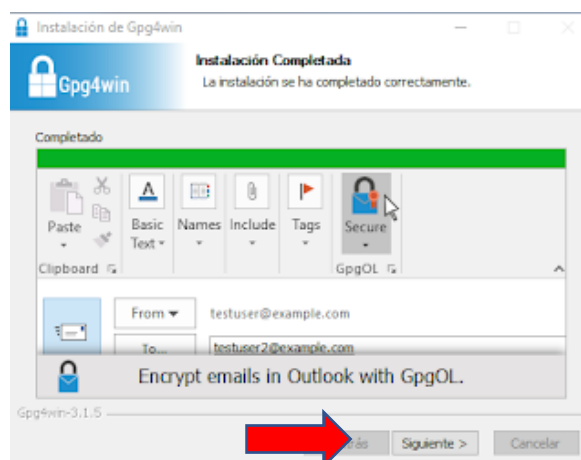 Instalación de Gpg4win
Instalación Completada
La instalación se ha completado correctamente.
Gpg4win
Completado
Paste
Basic Text
Names
Include
Tags
Secure
Clipboard
GpgOL
From
testuser@example.com
To...
testuser2@example.com
Encrypt emails in Outlook with GpgOL.
Gpg4win-3.1.5
Siguiente >
Cancelar